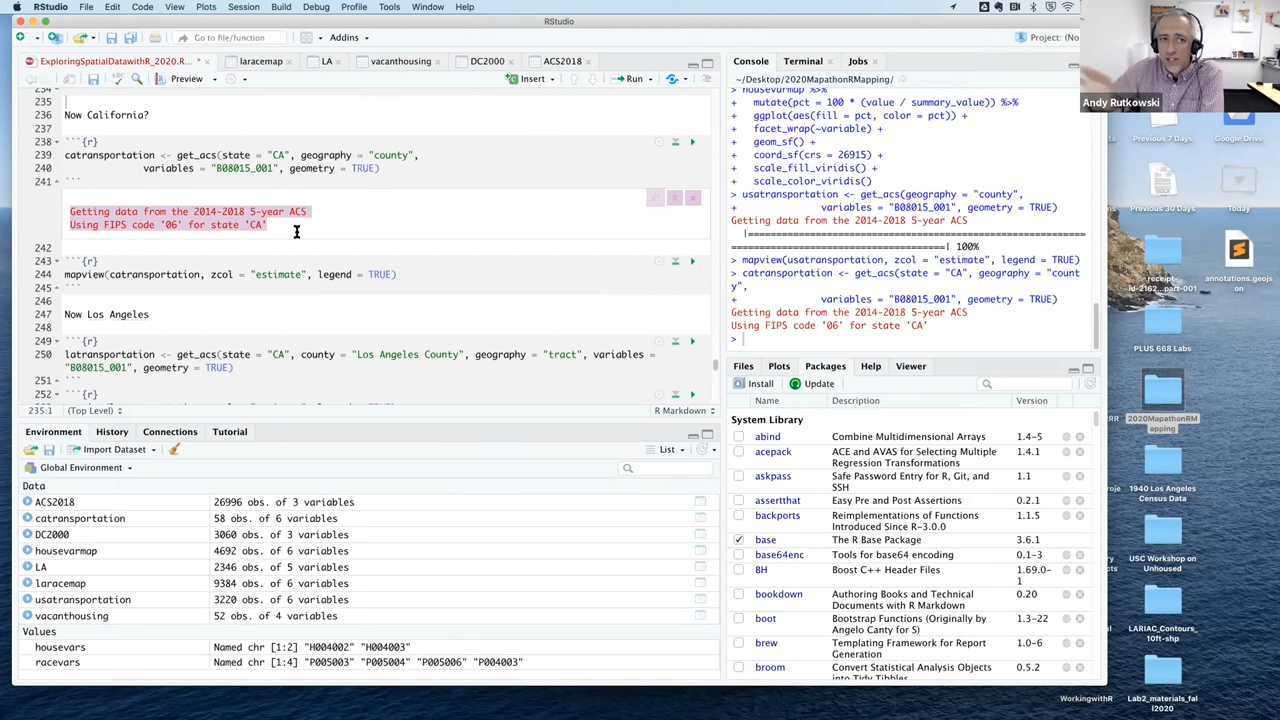 RStudio File Edit Code View Plots Session Build Debug Profile Tools Window Help
RStudio
Go to file/function Addins
Project: (No
ExploringSpatialDatawithR_2020.R... laracemap LA vacanthousing DC2000 ACS2018
Preview Insert Run
234
235
Now California?
236
237
238 ```{r}
239 catransportation <- get_acs(state = "CA", geography = "county",
240 variables = "B08015_001", geometry = TRUE)
241 ```
Getting data from the 2014-2018 5-year ACS
Using FIPS code '06' for state 'CA'
242
243 ```{r}
244 mapview(catransportation, zcol = "estimate", legend = TRUE)
245 ```
246
247 Now Los Angeles
248
249 ```{r}
250 latransportation <- get_acs(state = "CA", county = "Los Angeles County", geography = "tract", variables =
"B08015_001", geometry = TRUE)
251 ```
252
235:1 (Top Level) R Markdown
Environment History Connections Tutorial
Import Dataset List
Global Environment
Data
ACS2018 26996 obs. of 3 variables
catransportation 58 obs. of 6 variables
DC2000 3060 obs. of 3 variables
housevarmap 4692 obs. of 6 variables
LA 2346 obs. of 5 variables
laracemap 9384 obs. of 6 variables
usatransportation 3220 obs. of 6 variables
vacanthousing 52 obs. of 4 variables
Values
housevars Named chr [1:2] "H004002" "H004003"
racevars Named chr [1:4] "P005003" "P005004" "P005006" "P004003"
Console Terminal Jobs
~/Desktop/2020MapathonRMapping/
> housevarmap %>%
+ mutate(pct = 100 * (value / summary_value)) %>%
+ ggplot(aes(fill = pct, color = pct)) +
+ facet_wrap(~variable) +
+ geom_sf() +
+ coord_sf(crs = 26915) +
+ scale_fill_viridis() +
+ scale_color_viridis()
> usatransportation <- get_acs(geography = "county",
+ variables = "B08015_001", geometry = TRUE)
Getting data from the 2014-2018 5-year ACS
|==========================================================
===================================| 100%
> mapview(usatransportation, zcol = "estimate", legend = TRUE)
> catransportation <- get_acs(state = "CA", geography = "count
y",
+ variables = "B08015_001", geometry = TRUE)
Getting data from the 2014-2018 5-year ACS
Using FIPS code '06' for state 'CA'
>
Files Plots Packages Help Viewer
Install Update
Name Description Version
System Library
abind Combine Multidimensional Arrays 1.4-5
acepack ACE and AVAS for Selecting Multiple Regression Transformations 1.4.1
askpass Safe Password Entry for R, Git, and SSH 1.1
assertthat Easy Pre and Post Assertions 0.2.1
backports Reimplementations of Functions Introduced Since R-3.0.0 1.1.5
base The R Base Package 3.6.1
base64enc Tools for base64 encoding 0.1-3
BH Boost C++ Header Files 1.69.0-1
bookdown Authoring Books and Technical Documents with R Markdown 0.20
boot Bootstrap Functions (Originally by Angelo Canty for S) 1.3-22
brew Templating Framework for Report Generation 1.0-6
broom Convert Statistical Analysis Objects into Tidy Tibbles 0.5.2
Andy Rutkowski
Previous 7 Days
Google Drive
Previous 30 Days
Today
receipt-
id-2162...part-001
annotations.geojs
on
PLUS 668 Labs
2020MapathonRM
apping
1940 Los Angeles
Census Data
USC Workshop on
Unhoused
LARIAC_Contours_
10ft-shp
WorkingwithR
Lab2_materials_fal
l2020